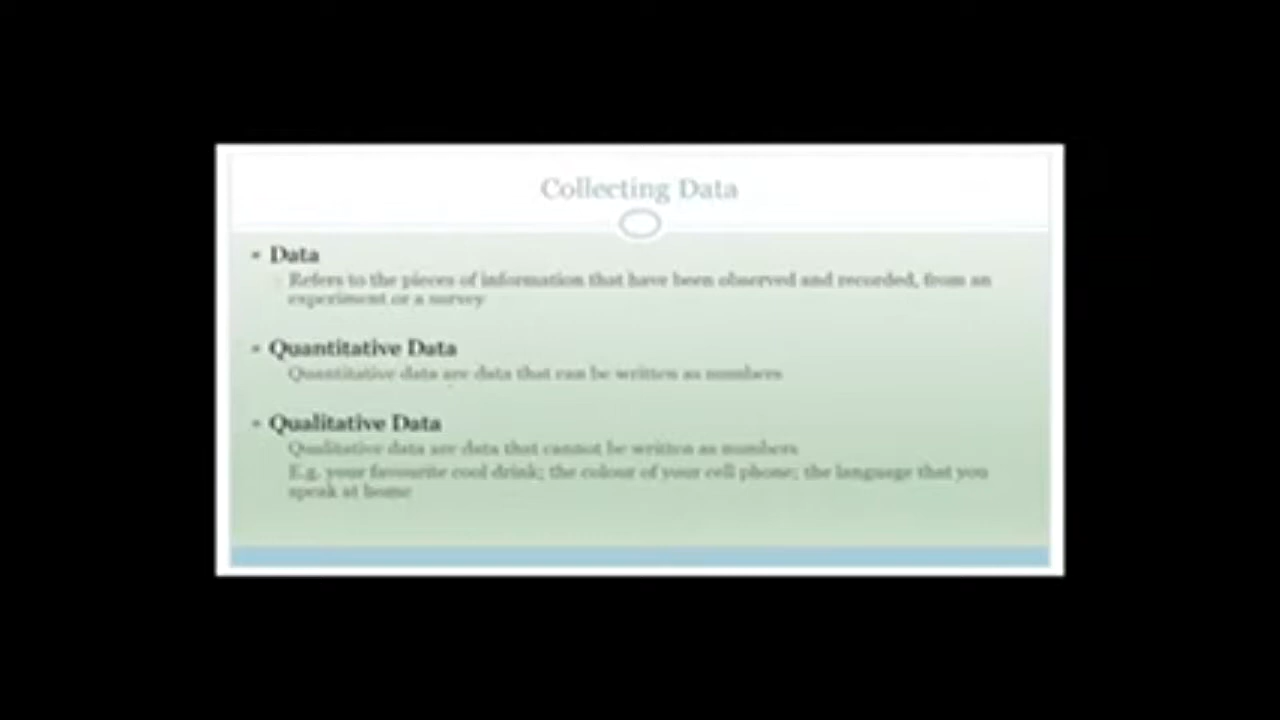 Collecting Data
• Data
Refers to the pieces of information that have been observed and recorded, from an
experiment or a survey
• Quantitative Data
Quantitative data are data that can be written as numbers
• Qualitative Data
Qualitative data are data that cannot be written as numbers
E.g. your favourite cool drink; the colour of your cell phone; the language that you
speak at home